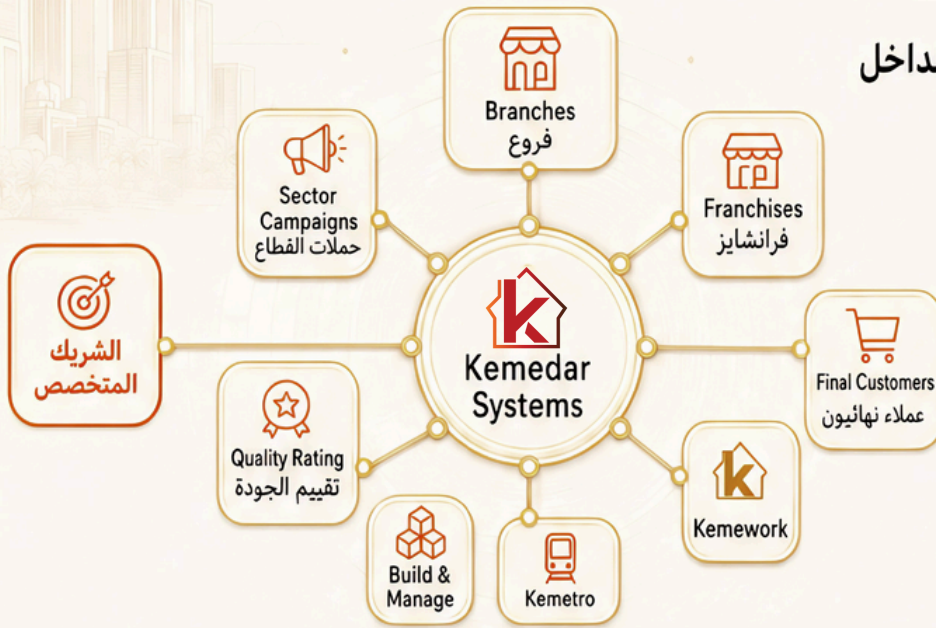 داخل
Branches
فروع
Sector
Campaigns
حملات القطاع
Franchises
فرانشايز
الشريك
المتخصص
Kemedar
Systems
Final Customers
عملاء نهائيون
Quality Rating
تقييم الجودة
Kemework
Build &
Manage
Kemetro